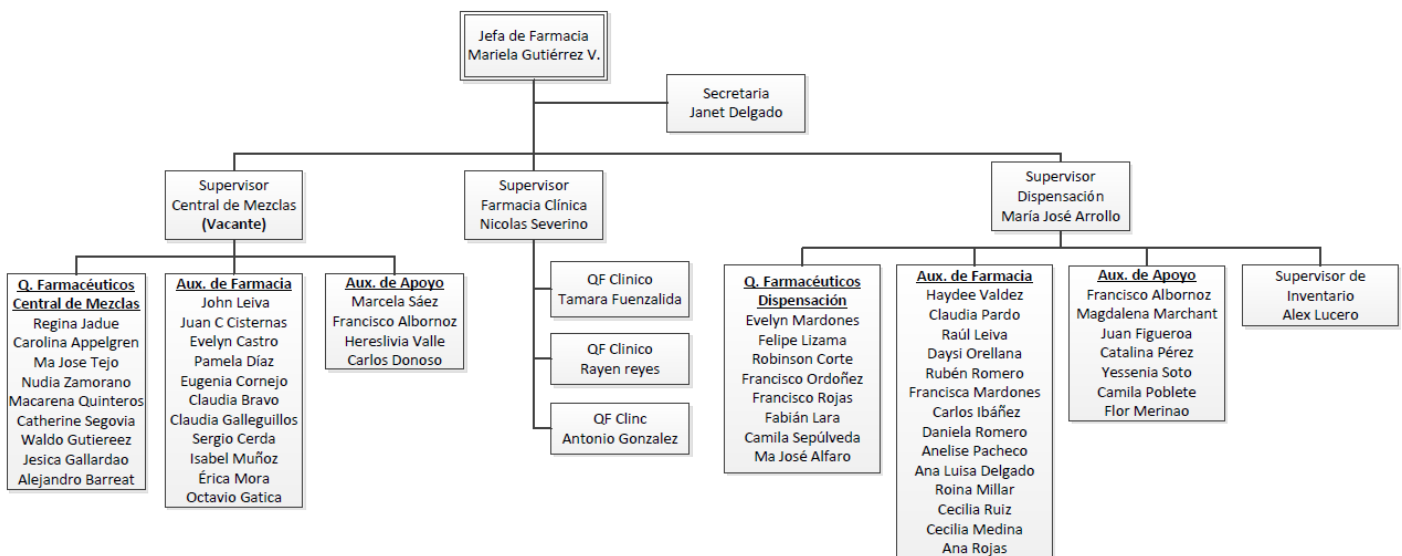 Jefa de Farmacia
Mariela Gutiérrez V.
Secretaria
Janet Delgado
Supervisor
Central de Mezclas
(Vacante)
Supervisor
Farmacia Clínica
Nicolas Severino
Supervisor
Dispensación
María José Arrollo
Q. Farmacéuticos
Central de Mezclas
Regina Jadue
Carolina Appelgren
Ma Jose Tejo
Nudia Zamorano
Macarena Quinteros
Catherine Segovia
Waldo Gutiereez
Jesica Gallardao
Alejandro Barreat
Aux. de Farmacia
John Leiva
Juan C Cisternas
Evelyn Castro
Pamela Díaz
Eugenia Cornejo
Claudia Bravo
Claudia Galleguillos
Sergio Cerda
Isabel Muñoz
Érica Mora
Octavio Gatica
Aux. de Apoyo
Marcela Sáez
Francisco Albornoz
Hereslivia Valle
Carlos Donoso
QF Clinico
Tamara Fuenzalida
QF Clinico
Rayen reyes
QF Clinc
Antonio Gonzalez
Q. Farmacéuticos
Dispensación
Evelyn Mardones
Felipe Lizama
Robinson Corte
Francisco Ordoñez
Francisco Rojas
Fabián Lara
Camila Sepúlveda
Ma José Alfaro
Aux. de Farmacia
Haydee Valdez
Claudia Pardo
Raúl Leiva
Daysi Orellana
Rubén Romero
Francisca Mardones
Carlos Ibáñez
Daniela Romero
Anelise Pacheco
Ana Luisa Delgado
Roina Millar
Cecilia Ruiz
Cecilia Medina
Ana Rojas
Aux. de Apoyo
Francisco Albornoz
Magdalena Marchant
Juan Figueroa
Catalina Pérez
Yessenia Soto
Camila Poblete
Flor Merinao
Supervisor de
Inventario
Alex Lucero